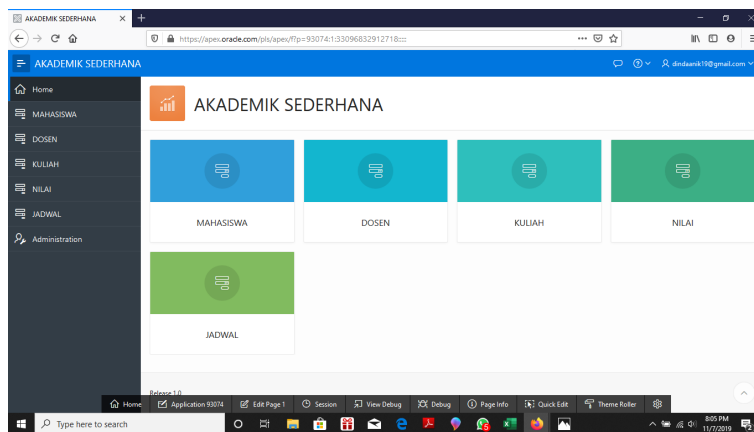 AKADEMIK SEDERHANA
https://apex.oracle.com/pls/apex/f?p=93074:1:33096832912718::::
AKADEMIK SEDERHANA
dindaanik19@gmail.com
Home
MAHASISWA
DOSEN
KULIAH
NILAI
JADWAL
Administration
AKADEMIK SEDERHANA
MAHASISWA DOSEN KULIAH NILAI
JADWAL
Release 1.0
Home Application 93074 Edit Page 1 Session View Debug Debug Page Info Quick Edit Theme Roller
Type here to search
8:05 PM
11/7/2019